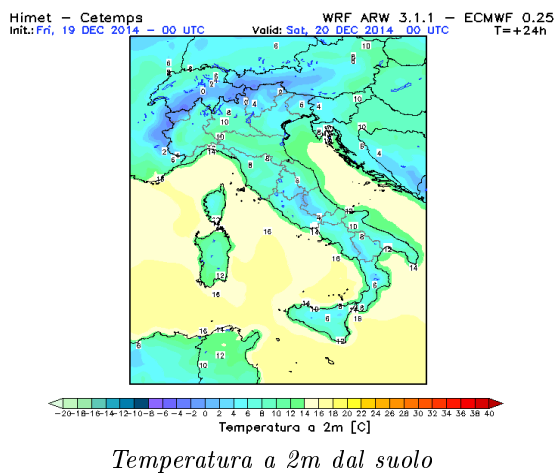 Himet – Cetemps WRF ARW 3.1.1 – ECMWF 0.25
Init.: Fri, 19 DEC 2014 – 00 UTC Valid: Sat, 20 DEC 2014 00 UTC T=+24h
-20-18-16-14-12-10 -8 -6 -4 -2 0 2 4 6 8 10 12 14 16 18 20 22 24 26 28 30 32 34 36 38 40
Temperatura a 2m [C]
Temperatura a 2m dal suolo